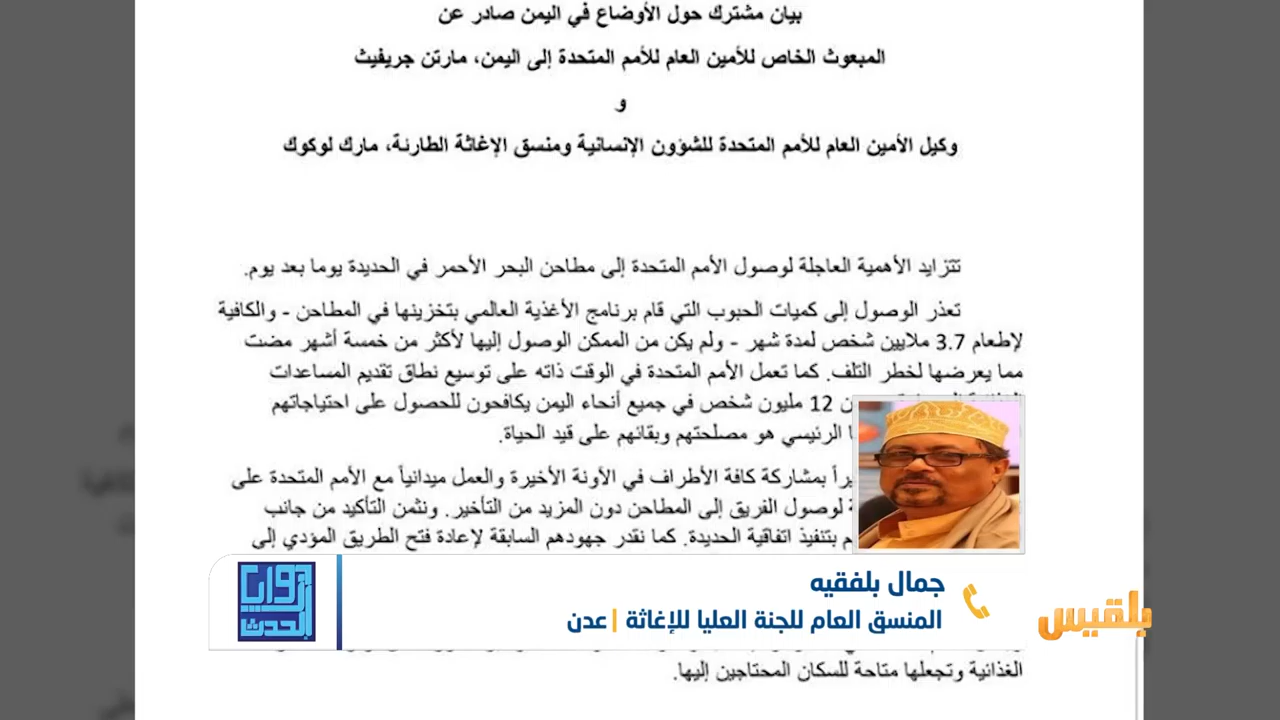 بيان مشترك حول الأوضاع في اليمن صادر عن
المبعوث الخاص للأمين العام للأمم المتحدة إلى اليمن، مارتن جريفيث
و
وكيل الأمين العام للأمم المتحدة للشؤون الإنسانية ومنسق الإغاثة الطارئة، مارك لوكوك
تتزايد الأهمية العاجلة لوصول الأمم المتحدة إلى مطاحن البحر الأحمر في الحديدة يوما بعد يوم.
تعذر الوصول إلى كميات الحبوب التي قام برنامج الأغذية العالمي بتخزينها في المطاحن - والكافية
لإطعام 3.7 ملايين شخص لمدة شهر - ولم يكن من الممكن الوصول إليها لأكثر من خمسة أشهر مضت
مما يعرضها لخطر التلف. كما تعمل الأمم المتحدة في الوقت ذاته على توسيع نطاق تقديم المساعدات
12 مليون شخص في جميع أنحاء اليمن يكافحون للحصول على احتياجاتهم
الرئيسي هو مصلحتهم وبقائهم على قيد الحياة.
بمشاركة كافة الأطراف في الآونة الأخيرة والعمل ميدانياً مع الأمم المتحدة على
لوصول الفريق إلى المطاحن دون المزيد من التأخير. ونثمن التأكيد من جانب
بتنفيذ اتفاقية الحديدة. كما نقدر جهودهم السابقة لإعادة فتح الطريق المؤدي إلى
جمال بلفقيه
المنسق العام للجنة العليا للإغاثة | عدن
بلقيس
الغذائية وتجعلها متاحة للسكان المحتاجين إليها.